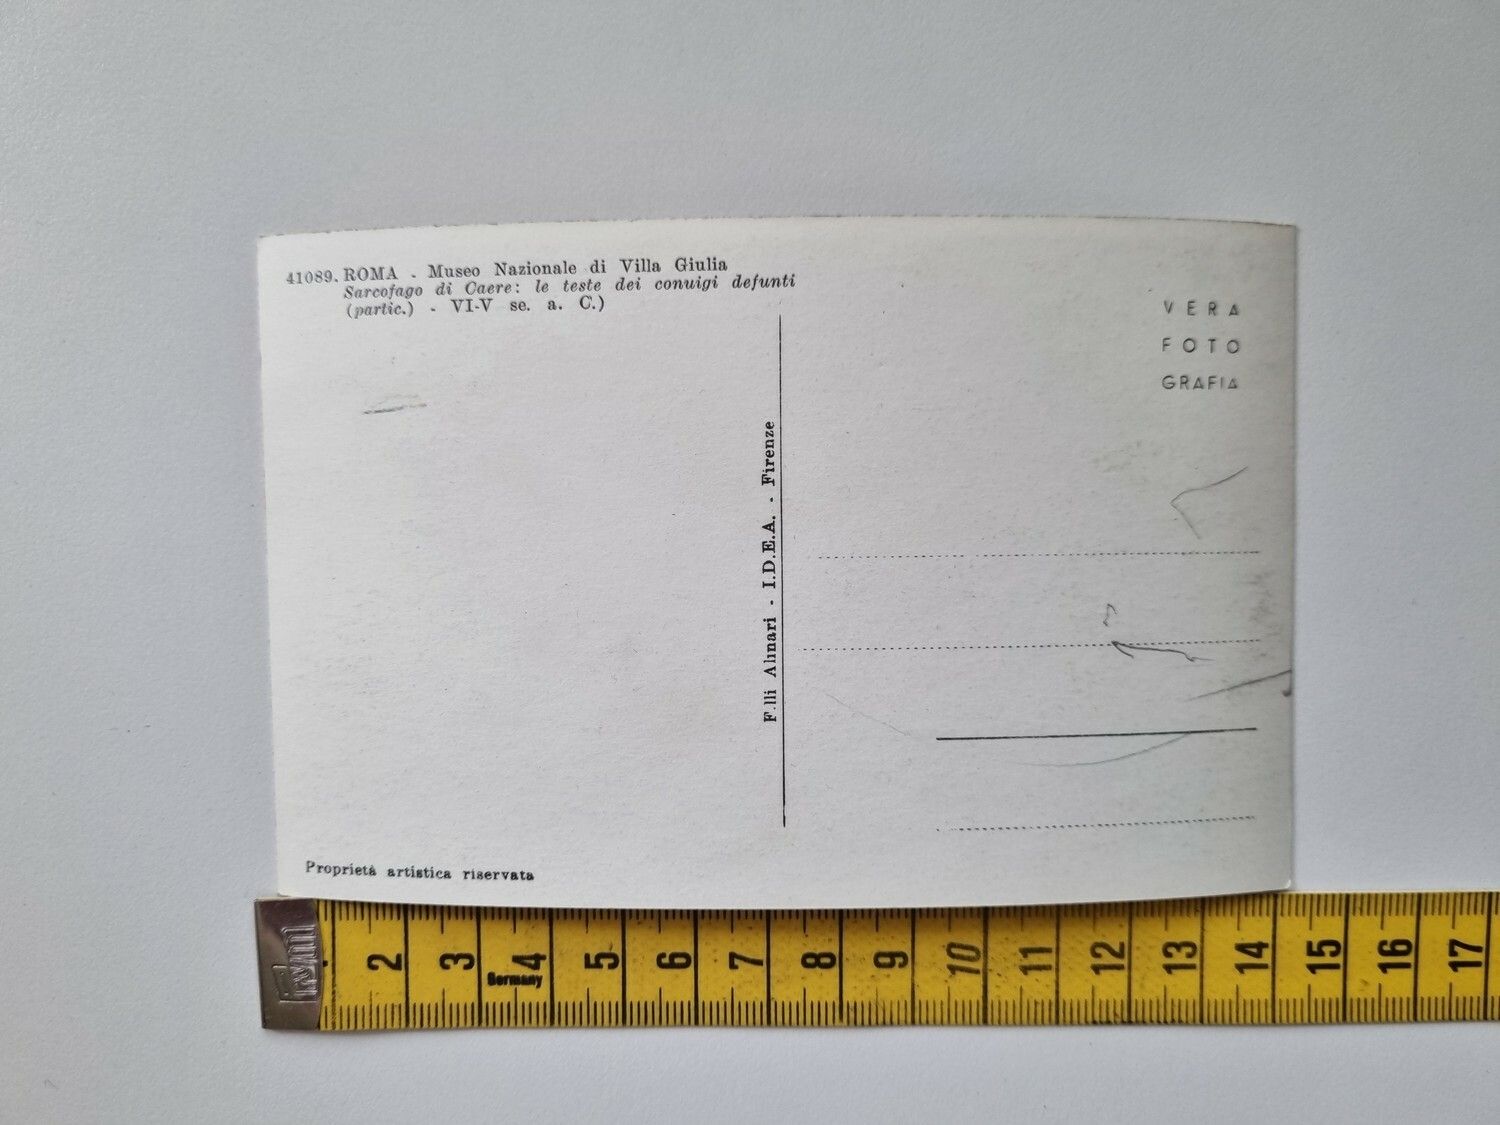 41089. ROMA - Museo Nazionale di Villa Giulia
Sarcofago di Caere: le teste dei conuigi defunti
(partic.) - VI-V se. a. C.)
VERA
FOTO
GRAFIA
F.lli Alinari - I.D.E.A. - Firenze
Proprietà artistica riservata
2 3 4 5 6 7 8 9 10 11 12 13 14 15 16 17
Germany